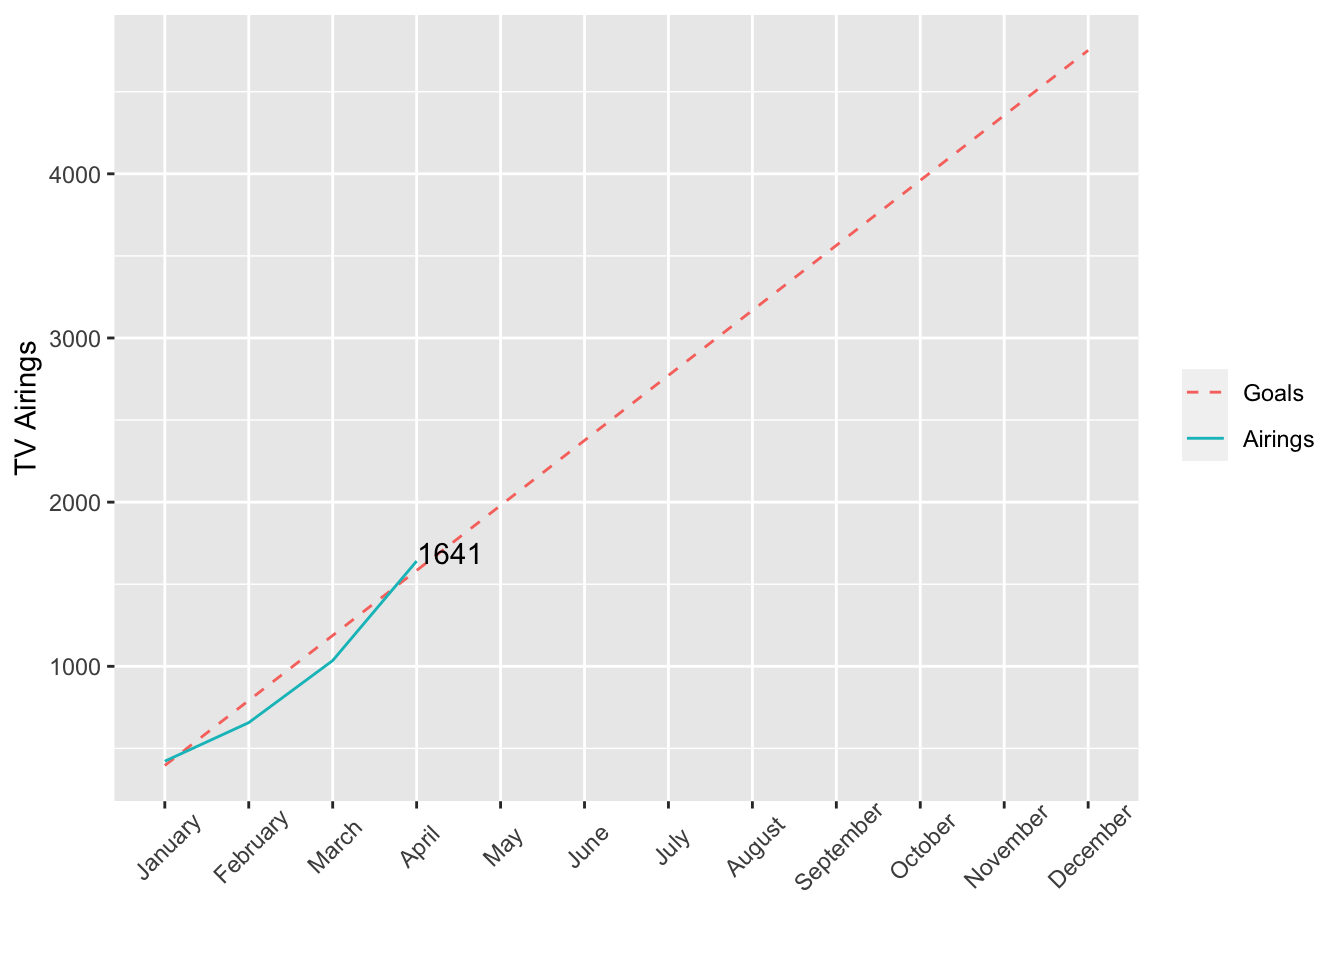 TV Airings
4000
3000
2000
1000
1641
January
February
March
April
May
June
July
August
September
October
November
December
Goals
Airings